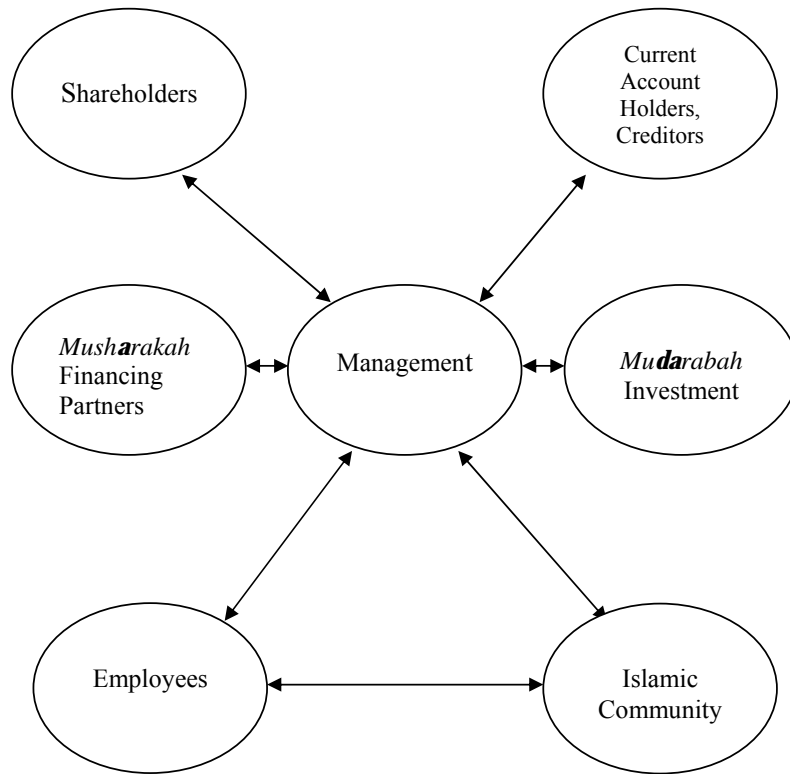 Shareholders
Current
Account
Holders,
Creditors
Musharakah
Financing
Partners
Management
Mudarabah
Investment
Employees
Islamic
Community